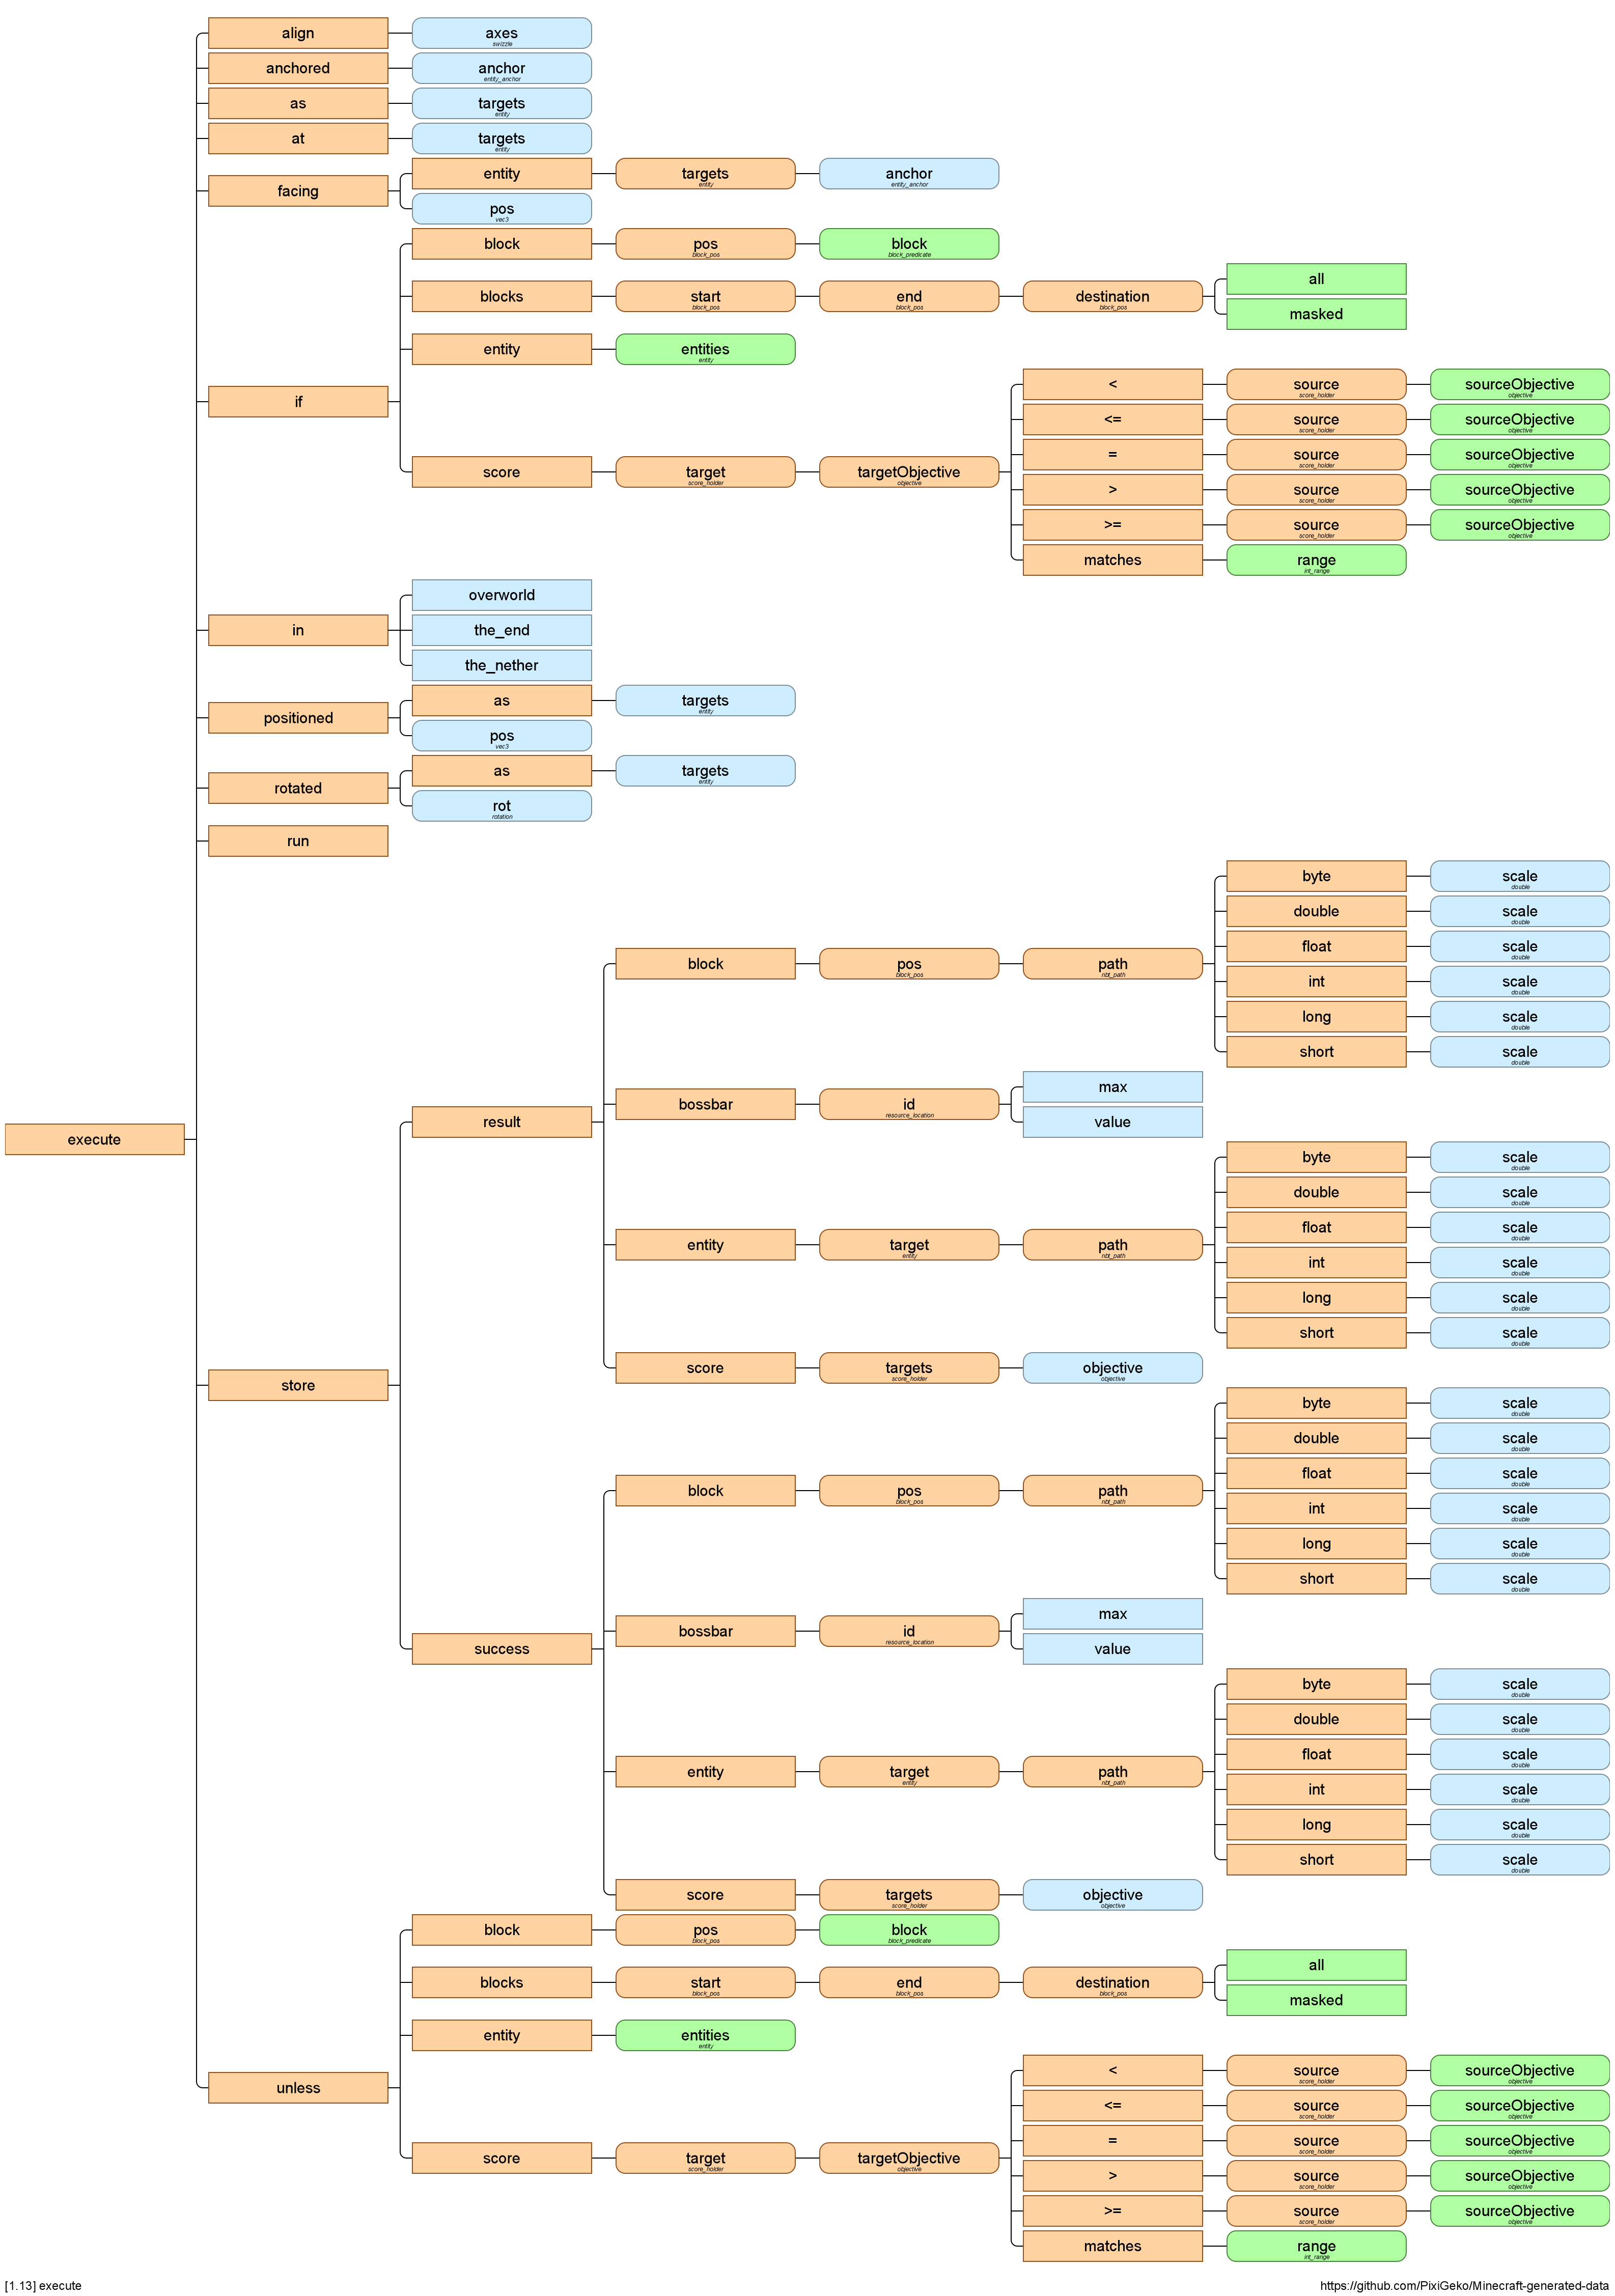 align
axes
swizzle
anchored
anchor
entity_anchor
as
targets
entity
at
targets
entity
facing
entity
targets
entity
anchor
entity_anchor
pos
vec3
if
block
pos
block_pos
block
block_predicate
blocks
start
block_pos
end
block_pos
destination
block_pos
all
masked
entity
entities
entity
score
target
score_holder
targetObjective
objective
<
source
score_holder
sourceObjective
objective
<=
source
score_holder
sourceObjective
objective
=
source
score_holder
sourceObjective
objective
>
source
score_holder
sourceObjective
objective
>=
source
score_holder
sourceObjective
objective
matches
range
int_range
in
overworld
the_end
the_nether
positioned
as
targets
entity
pos
vec3
rotated
as
targets
entity
rot
rotation
run
execute
store
result
block
pos
block_pos
path
nbt_path
byte
scale
double
double
scale
double
float
scale
double
int
scale
double
long
scale
double
short
scale
double
bossbar
id
resource_location
max
value
entity
target
entity
path
nbt_path
byte
scale
double
double
scale
double
float
scale
double
int
scale
double
long
scale
double
short
scale
double
score
targets
score_holder
objective
objective
success
block
pos
block_pos
path
nbt_path
byte
scale
double
double
scale
double
float
scale
double
int
scale
double
long
scale
double
short
scale
double
bossbar
id
resource_location
max
value
entity
target
entity
path
nbt_path
byte
scale
double
double
scale
double
float
scale
double
int
scale
double
long
scale
double
short
scale
double
score
targets
score_holder
objective
objective
unless
block
pos
block_pos
block
block_predicate
blocks
start
block_pos
end
block_pos
destination
block_pos
all
masked
entity
entities
entity
score
target
score_holder
targetObjective
objective
<
source
score_holder
sourceObjective
objective
<=
source
score_holder
sourceObjective
objective
=
source
score_holder
sourceObjective
objective
>
source
score_holder
sourceObjective
objective
>=
source
score_holder
sourceObjective
objective
matches
range
int_range
[1.13] execute
https://github.com/PixiGeko/Minecraft-generated-data